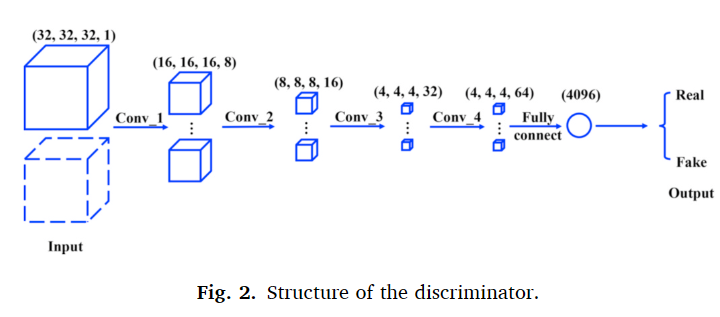 (32, 32, 32, 1)
(16, 16, 16, 8)
(8, 8, 8, 16)
(4, 4, 4, 32)
(4, 4, 4, 64)
(4096)
Conv_1
Conv_2
Conv_3
Conv_4
Fully
connect
Real
Fake
Output
Input
Fig. 2. Structure of the discriminator.